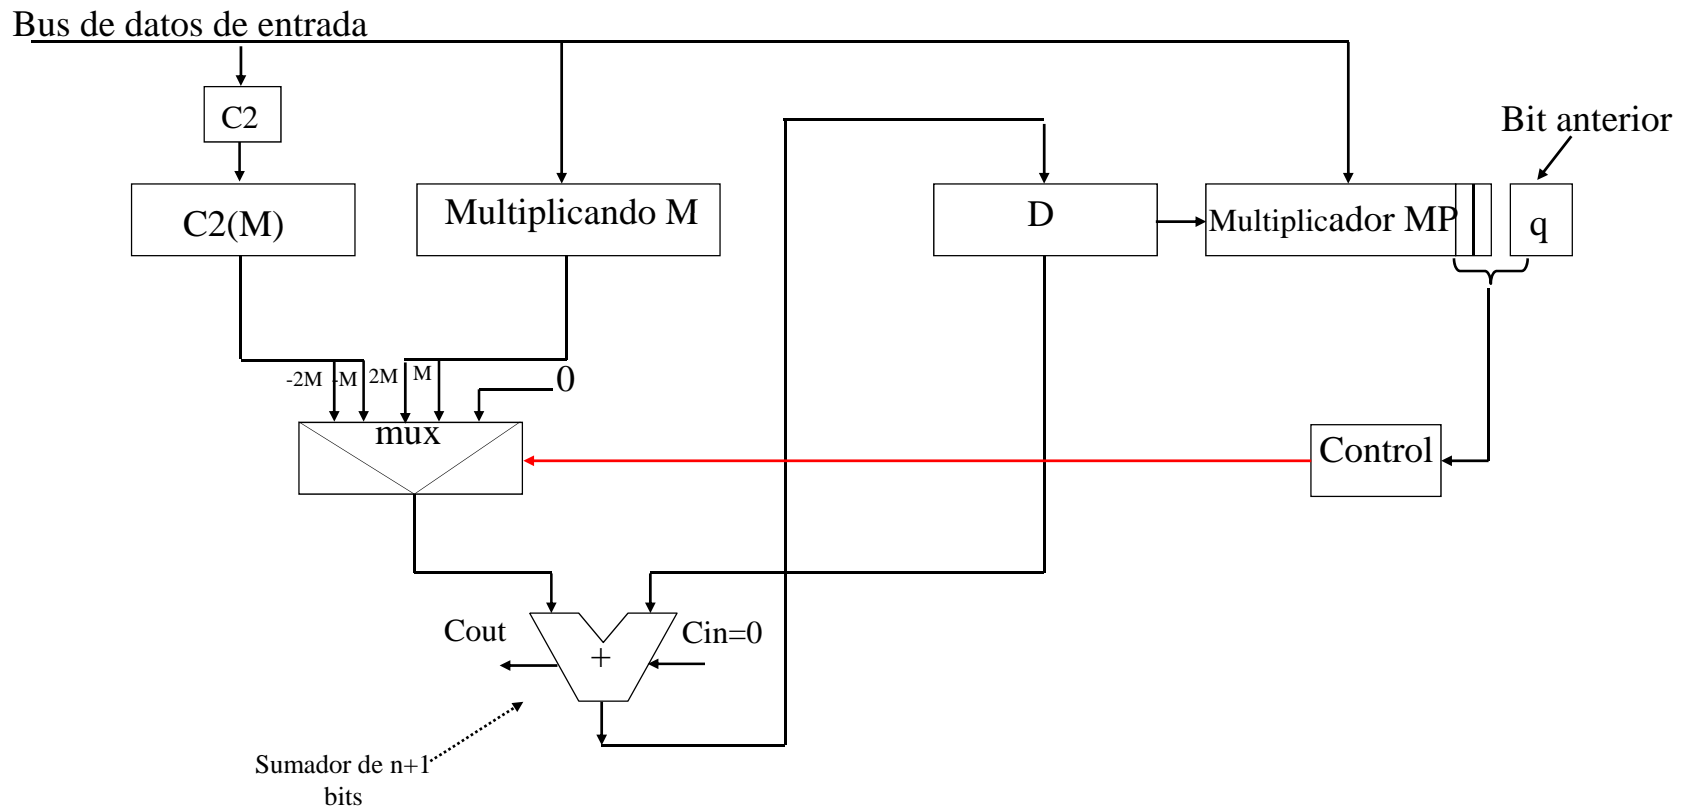 Bus de datos de entrada
C2
Bit anterior
C2(M)
Multiplicando M
D
Multiplicador MP
q
-2M
-M
2M
M
0
mux
Control
Cout
Cin=0
+
Sumador de n+1
bits